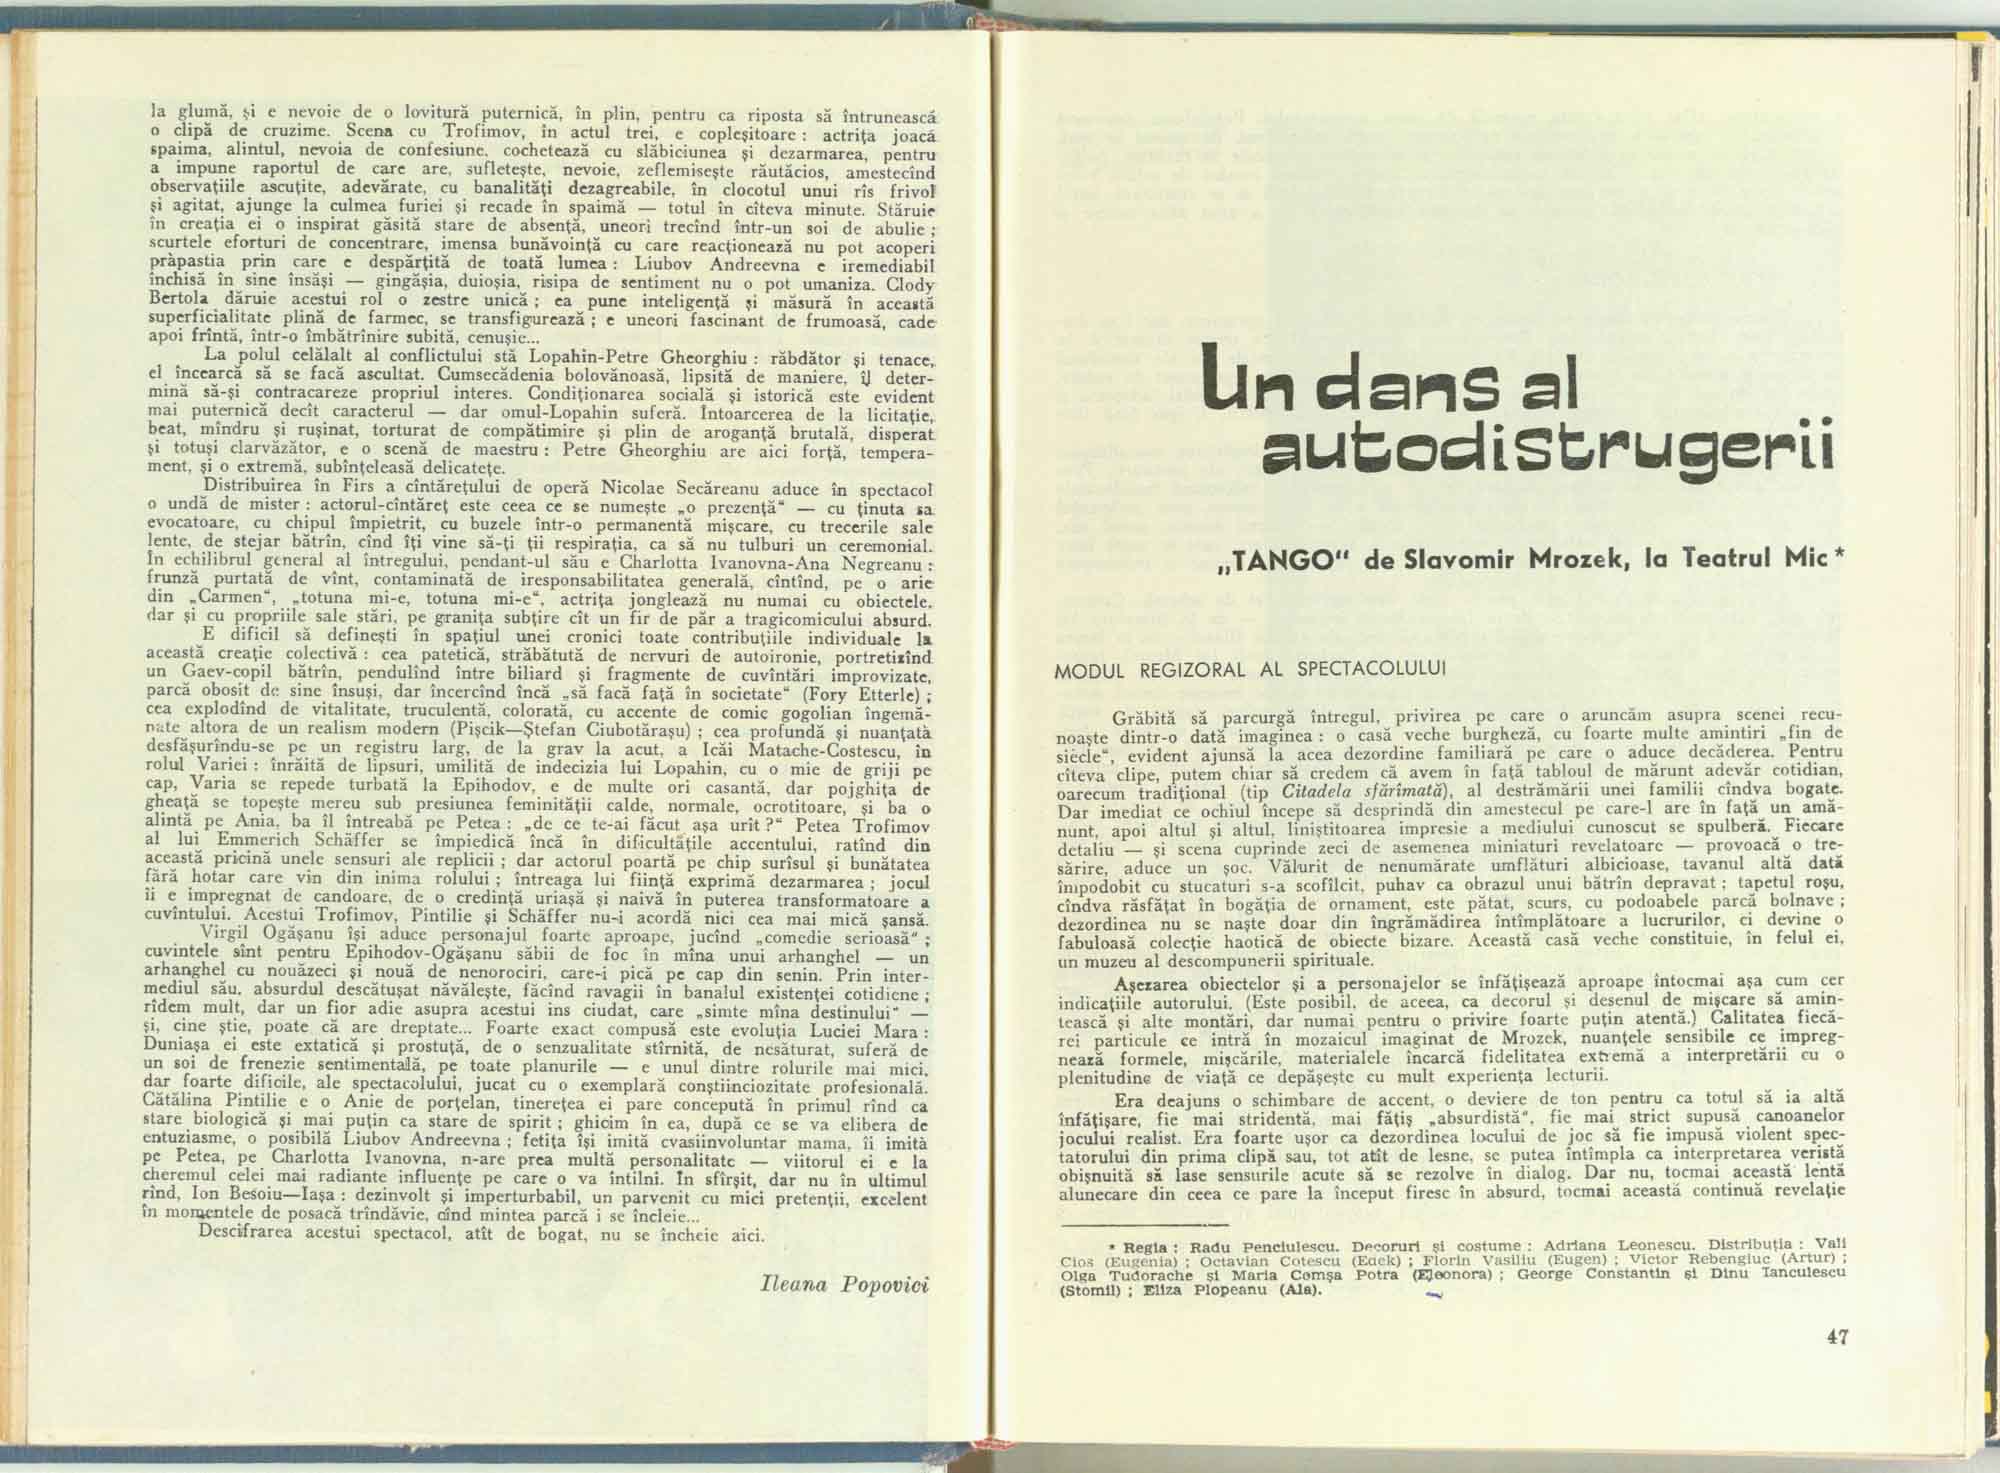 la glumă, și e nevoie de o lovitură puternică, în plin, pentru ca riposta să întrunească
o clipă de cruzime. Scena cu Trofimov, în actul trei, e copleșitoare : actrița joacă
spaima, alintul, nevoia de confesiune, cochetează cu slăbiciunea și dezarmarea, pentru
a impune raportul de care are, sufletește, nevoie, zeflemisește răutăcios, amestecînd
observațiile ascuțite, adevărate, cu banalități dezagreabile, în clocotul unui rîs frivol
și agitat, ajunge la culmea furiei și recade în spaimă — totul în cîteva minute. Stăruie
în creația ei o inspirat găsită stare de absență, uneori trecînd într-un soi de abulie ;
scurtele eforturi de concentrare, imensa bunăvoință cu care reacționează nu pot acoperi
pràpastia prin care e despărțită de toată lumea : Liubov Andreevna e iremediabil
închisă în sine însăși — gingășia, duioșia, risipa de sentiment nu o pot umaniza. Clody
Bertola dăruie acestui rol o zestre unică ; ea pune inteligență și măsură în această
superficialitate plină de farmec, se transfigurează ; e uneori fascinant de frumoasă, cade
apoi frîntă, într-o îmbătrînire subită, cenușie...
La polul celălalt al conflictului stă Lopahin-Petre Gheorghiu : răbdător și tenace,
el încearcă să se facă ascultat. Cumsecădenia bolovănoasă, lipsită de maniere, îl deter-
mină să-și contracareze propriul interes. Condiționarea socială și istorică este evident
mai puternică decît caracterul — dar omul-Lopahin suferă. Întoarcerea de la licitație,
beat, mîndru și rușinat, torturat de compătimire și plin de aroganță brutală, disperat
și totuși clarvăzător, e o scenă de maestru : Petre Gheorghiu are aici forță, tempera-
ment, și o extremă, subînțeleasă delicatețe.
Distribuirea în Firs a cîntărețului de operă Nicolae Secăreanu aduce în spectacol
o undă de mister : actorul-cîntăreț este ceea ce se numește „o prezență“ — cu ținuta sa
evocatoare, cu chipul împietrit, cu buzele într-o permanentă mișcare, cu trecerile sale
lente, de stejar bătrîn, cînd îți vine să-ți ții respirația, ca să nu tulburi un ceremonial.
În echilibrul general al întregului, pendant-ul său e Charlotta Ivanovna-Ana Negreanu :
frunză purtată de vînt, contaminată de iresponsabilitatea generală, cîntînd, pe o arie
din „Carmen“, „totuna mi-e, totuna mi-e“, actrița jonglează nu numai cu obiectele,
dar și cu propriile sale stări, pe granița subțire cît un fir de păr a tragicomicului absurd.
E dificil să definești în spațiul unei cronici toate contribuțiile individuale la
această creație colectivă : cea patetică, străbătută de nervuri de autoironie, portretizînd
un Gaev-copil bătrîn, pendulînd între biliard și fragmente de cuvîntări improvizate,
parcă obosit de sine însuși, dar încercînd încă „să facă față în societate“ (Fory Etterle) ;
cea explodînd de vitalitate, truculentă, colorată, cu accente de comic gogolian îngemă-
nate altora de un realism modern (Pișcik—Ștefan Ciubotărașu) ; cea profundă și nuanțată
desfășurîndu-se pe un registru larg, de la grav la acut, a Icăi Matache-Costescu, în
rolul Variei : înrăită de lipsuri, umilită de indecizia lui Lopahin, cu o mie de griji pe
cap, Varia se repede turbată la Epihodov, e de multe ori casantă, dar pojghița de
gheață se topește mereu sub presiunea feminității calde, normale, ocrotitoare, și ba o
alintă pe Ania, ba îl întreabă pe Petea : „de ce te-ai făcut așa urît ?“ Petea Trofimov
al lui Emmerich Schäffer se împiedică încă în dificultățile accentului, ratînd din
această pricină unele sensuri ale replicii ; dar actorul poartă pe chip surîsul și bunătatea
fără hotar care vin din inima rolului ; întreaga lui ființă exprimă dezarmarea ; jocul
îi e impregnat de candoare, de o credință uriașă și naivă în puterea transformatoare a
cuvîntului. Acestui Trofimov, Pintilie și Schäffer nu-i acordă nici cea mai mică șansă.
Virgil Ogășanu își aduce personajul foarte aproape, jucînd „comedie serioasă“ ;
cuvintele sînt pentru Epihodov-Ogășanu săbii de foc în mîna unui arhanghel — un
arhanghel cu nouăzeci și nouă de nenorociri, care-i pică pe cap din senin. Prin inter-
mediul său, absurdul descătușat năvălește, făcînd ravagii în banalul existenței cotidiene ;
rîdem mult, dar un fior adie asupra acestui ins ciudat, care „simte mîna destinului“ —
și, cine știe, poate că are dreptate... Foarte exact compusă este evoluția Luciei Mara :
Duniașa ei este extatică și prostuță, de o senzualitate stîrnită, de nesăturat, suferă de
un soi de frenezie sentimentală, pe toate planurile — e unul dintre rolurile mai mici,
dar foarte dificile, ale spectacolului, jucat cu o exemplară conștiinciozitate profesională.
Cătălina Pintilie e o Anie de porțelan, tinerețea ei pare concepută în primul rînd ca
stare biologică și mai puțin ca stare de spirit ; ghicim în ea, după ce se va elibera de
entuziasme, o posibilă Liubov Andreevna ; fetița își imită cvasiinvoluntar mama, îi imită
pe Petea, pe Charlotta Ivanovna, n-are prea multă personalitate — viitorul ei e la
cheremul celei mai radiante influențe pe care o va întîlni. În sfîrșit, dar nu în ultimul
rînd, Ion Besoiu—Iașa : dezinvolt și imperturbabil, un parvenit cu mici pretenții, excelent
în momentele de posacă trîndăvie, cînd mintea parcă i se încleie...
Descifrarea acestui spectacol, atît de bogat, nu se încheie aici.
Ileana Popovici
Un dans al
autodistrugerii
„TANGO“ de Slavomir Mrozek, la Teatrul Mic *
MODUL REGIZORAL AL SPECTACOLULUI
Grăbită să parcurgă întregul, privirea pe care o aruncăm asupra scenei recu-
noaște dintr-o dată imaginea : o casă veche burgheză, cu foarte multe amintiri „fin de
siècle“, evident ajunsă la acea dezordine familiară pe care o aduce decăderea. Pentru
cîteva clipe, putem chiar să credem că avem în față tabloul de mărunt adevăr cotidian,
oarecum tradițional (tip Citadela sfărîmată), al destrămării unei familii cîndva bogate.
Dar imediat ce ochiul începe să desprindă din amestecul pe care-l are în față un amă-
nunt, apoi altul și altul, liniștitoarea impresie a mediului cunoscut se spulberă. Fiecare
detaliu — și scena cuprinde zeci de asemenea miniaturi revelatoare — provoacă o tre-
sărire, aduce un șoc. Vălurit de nenumărate umflături albicioase, tavanul altă dată
împodobit cu stucaturi s-a scofîlcit, puhav ca obrazul unui bătrîn depravat ; tapetul roșu,
cîndva răsfățat în bogăția de ornament, este pătat, scurs, cu podoabele parcă bolnave ;
dezordinea nu se naște doar din îngrămădirea întîmplătoare a lucrurilor, ci devine o
fabuloasă colecție haotică de obiecte bizare. Această casă veche constituie, în felul ei,
un muzeu al descompunerii spirituale.
Așezarea obiectelor și a personajelor se înfățișează aproape întocmai așa cum cer
indicațiile autorului. (Este posibil, de aceea, ca decorul și desenul de mișcare să amin-
tească și alte montări, dar numai pentru o privire foarte puțin atentă.) Calitatea fiecă-
rei particule ce intră în mozaicul imaginat de Mrozek, nuanțele sensibile ce impreg-
nează formele, mișcările, materialele încarcă fidelitatea extremă a interpretării cu o
plenitudine de viață ce depășește cu mult experiența lecturii.
Era deajuns o schimbare de accent, o deviere de ton pentru ca totul să ia altă
înfățișare, fie mai stridentă, mai fățiș „absurdistă“, fie mai strict supusă canoanelor
jocului realist. Era foarte ușor ca dezordinea locului de joc să fie impusă violent spec-
tatorului din prima clipă sau, tot atît de lesne, se putea întîmpla ca interpretarea veristă
obișnuită să lase sensurile acute să se rezolve în dialog. Dar nu, tocmai această lentă
alunecare din ceea ce pare la început firesc în absurd, tocmai această continuă revelație
* Regia : Radu Penciulescu. Decoruri și costume : Adriana Leonescu. Distribuția : Vali
Cios (Eugenia) ; Octavian Cotescu (Edek) ; Florin Vasiliu (Eugen) ; Victor Rebengiuc (Artur) ;
Olga Tudorache și Maria Comșa Potra (Eleonora) ; George Constantin și Dinu Ianculescu
(Stomil) ; Eliza Plopeanu (Ala).
47